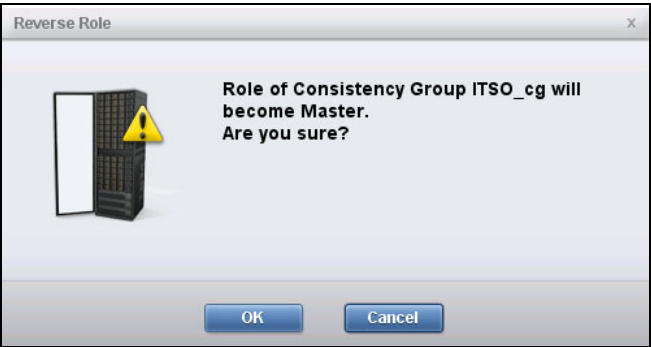 Reverse Role x
Role of Consistency Group ITSO_cg will
become Master.
Are you sure?
OK Cancel